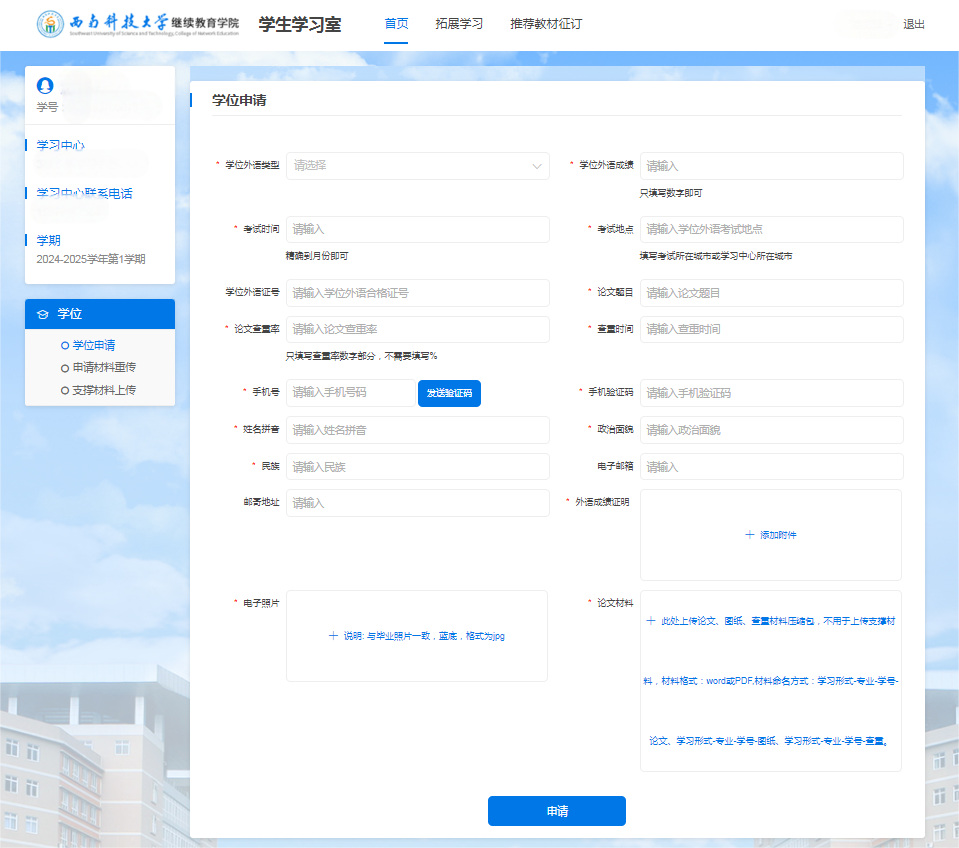 西南科技大学继续教育学院
Southwest University of Science and Technology, College of Network Education
学生学习室
首页
拓展学习
推荐教材征订
退出
学号
学习中心
学习中心联系电话
学期
2024-2025学年第1学期
学位
学位申请
申请材料重传
支撑材料上传
学位申请
* 学位外语类型 请选择
* 学位外语成绩 请输入
只填写数字即可
* 考试时间 请输入
精确到月份即可
* 考试地点 请输入学位外语考试地点
填写考试所在城市或学习中心所在城市
学位外语证号 请输入学位外语合格证号
* 论文题目 请输入论文题目
* 论文查重率 请输入论文查重率
只填写查重率数字部分，不需要填写%
* 查重时间 请输入查重时间
* 手机号 请输入手机号码 发送验证码
* 手机验证码 请输入手机验证码
* 姓名拼音 请输入姓名拼音
* 政治面貌 请输入政治面貌
* 民族 请输入民族
电子邮箱 请输入
邮寄地址 请输入
* 外语成绩证明
+ 添加附件
* 电子照片
+ 说明: 与毕业照片一致，蓝底，格式为jpg
* 论文材料
+ 此处上传论文、图纸、查重材料压缩包，不用于上传支撑材
料，材料格式：word或PDF,材料命名方式：学习形式-专业-学号-
论文、学习形式-专业-学号-图纸、学习形式-专业-学号-查重。
申请